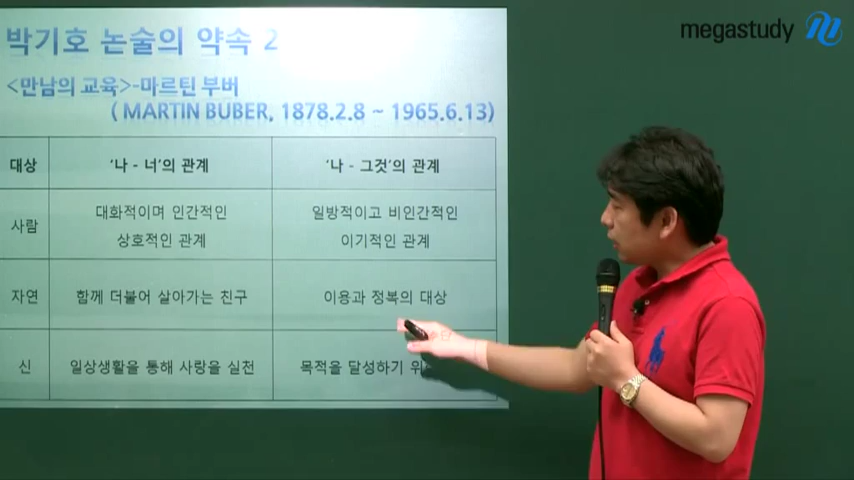 megastudy
박기호 논술의 약속 2
<만남의 교육>-마르틴 부버
( MARTIN BUBER, 1878.2.8 ~ 1965.6.13)
대상 '나 - 너'의 관계 '나 - 그것'의 관계
사람 대화적이며 인간적인 상호적인 관계 일방적이고 비인간적인 이기적인 관계
자연 함께 더불어 살아가는 친구 이용과 정복의 대상
신 일상생활을 통해 사랑을 실천 목적을 달성하기